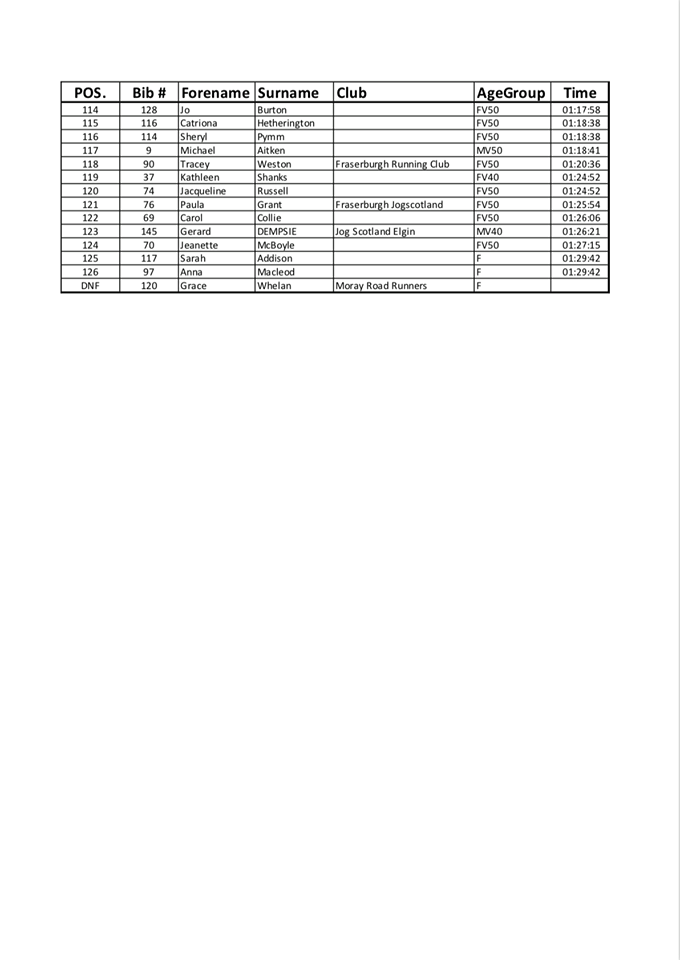 POS. Bib # Forename Surname Club AgeGroup Time
114 128 Jo Burton FV50 01:17:58
115 116 Catriona Hetherington FV50 01:18:38
116 114 Sheryl Pymm FV50 01:18:38
117 9 Michael Aitken MV50 01:18:41
118 90 Tracey Weston Fraserburgh Running Club FV50 01:20:36
119 37 Kathleen Shanks FV40 01:24:52
120 74 Jacqueline Russell FV50 01:24:52
121 76 Paula Grant Fraserburgh Jogscotland FV50 01:25:54
122 69 Carol Collie FV50 01:26:06
123 145 Gerard DEMPSIE Jog Scotland Elgin MV40 01:26:21
124 70 Jeanette McBoyle FV50 01:27:15
125 117 Sarah Addison F 01:29:42
126 97 Anna Macleod F 01:29:42
DNF 120 Grace Whelan Moray Road Runners F